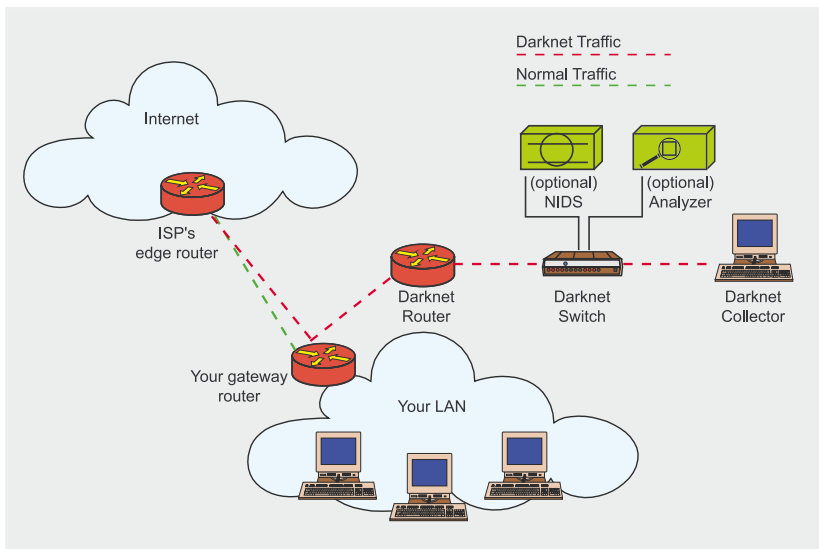 Darknet Traffic
Normal Traffic
Internet
ISP's
edge router
(optional)
NIDS
(optional)
Analyzer
Darknet
Router
Darknet
Switch
Darknet
Collector
Your gateway
router
Your LAN